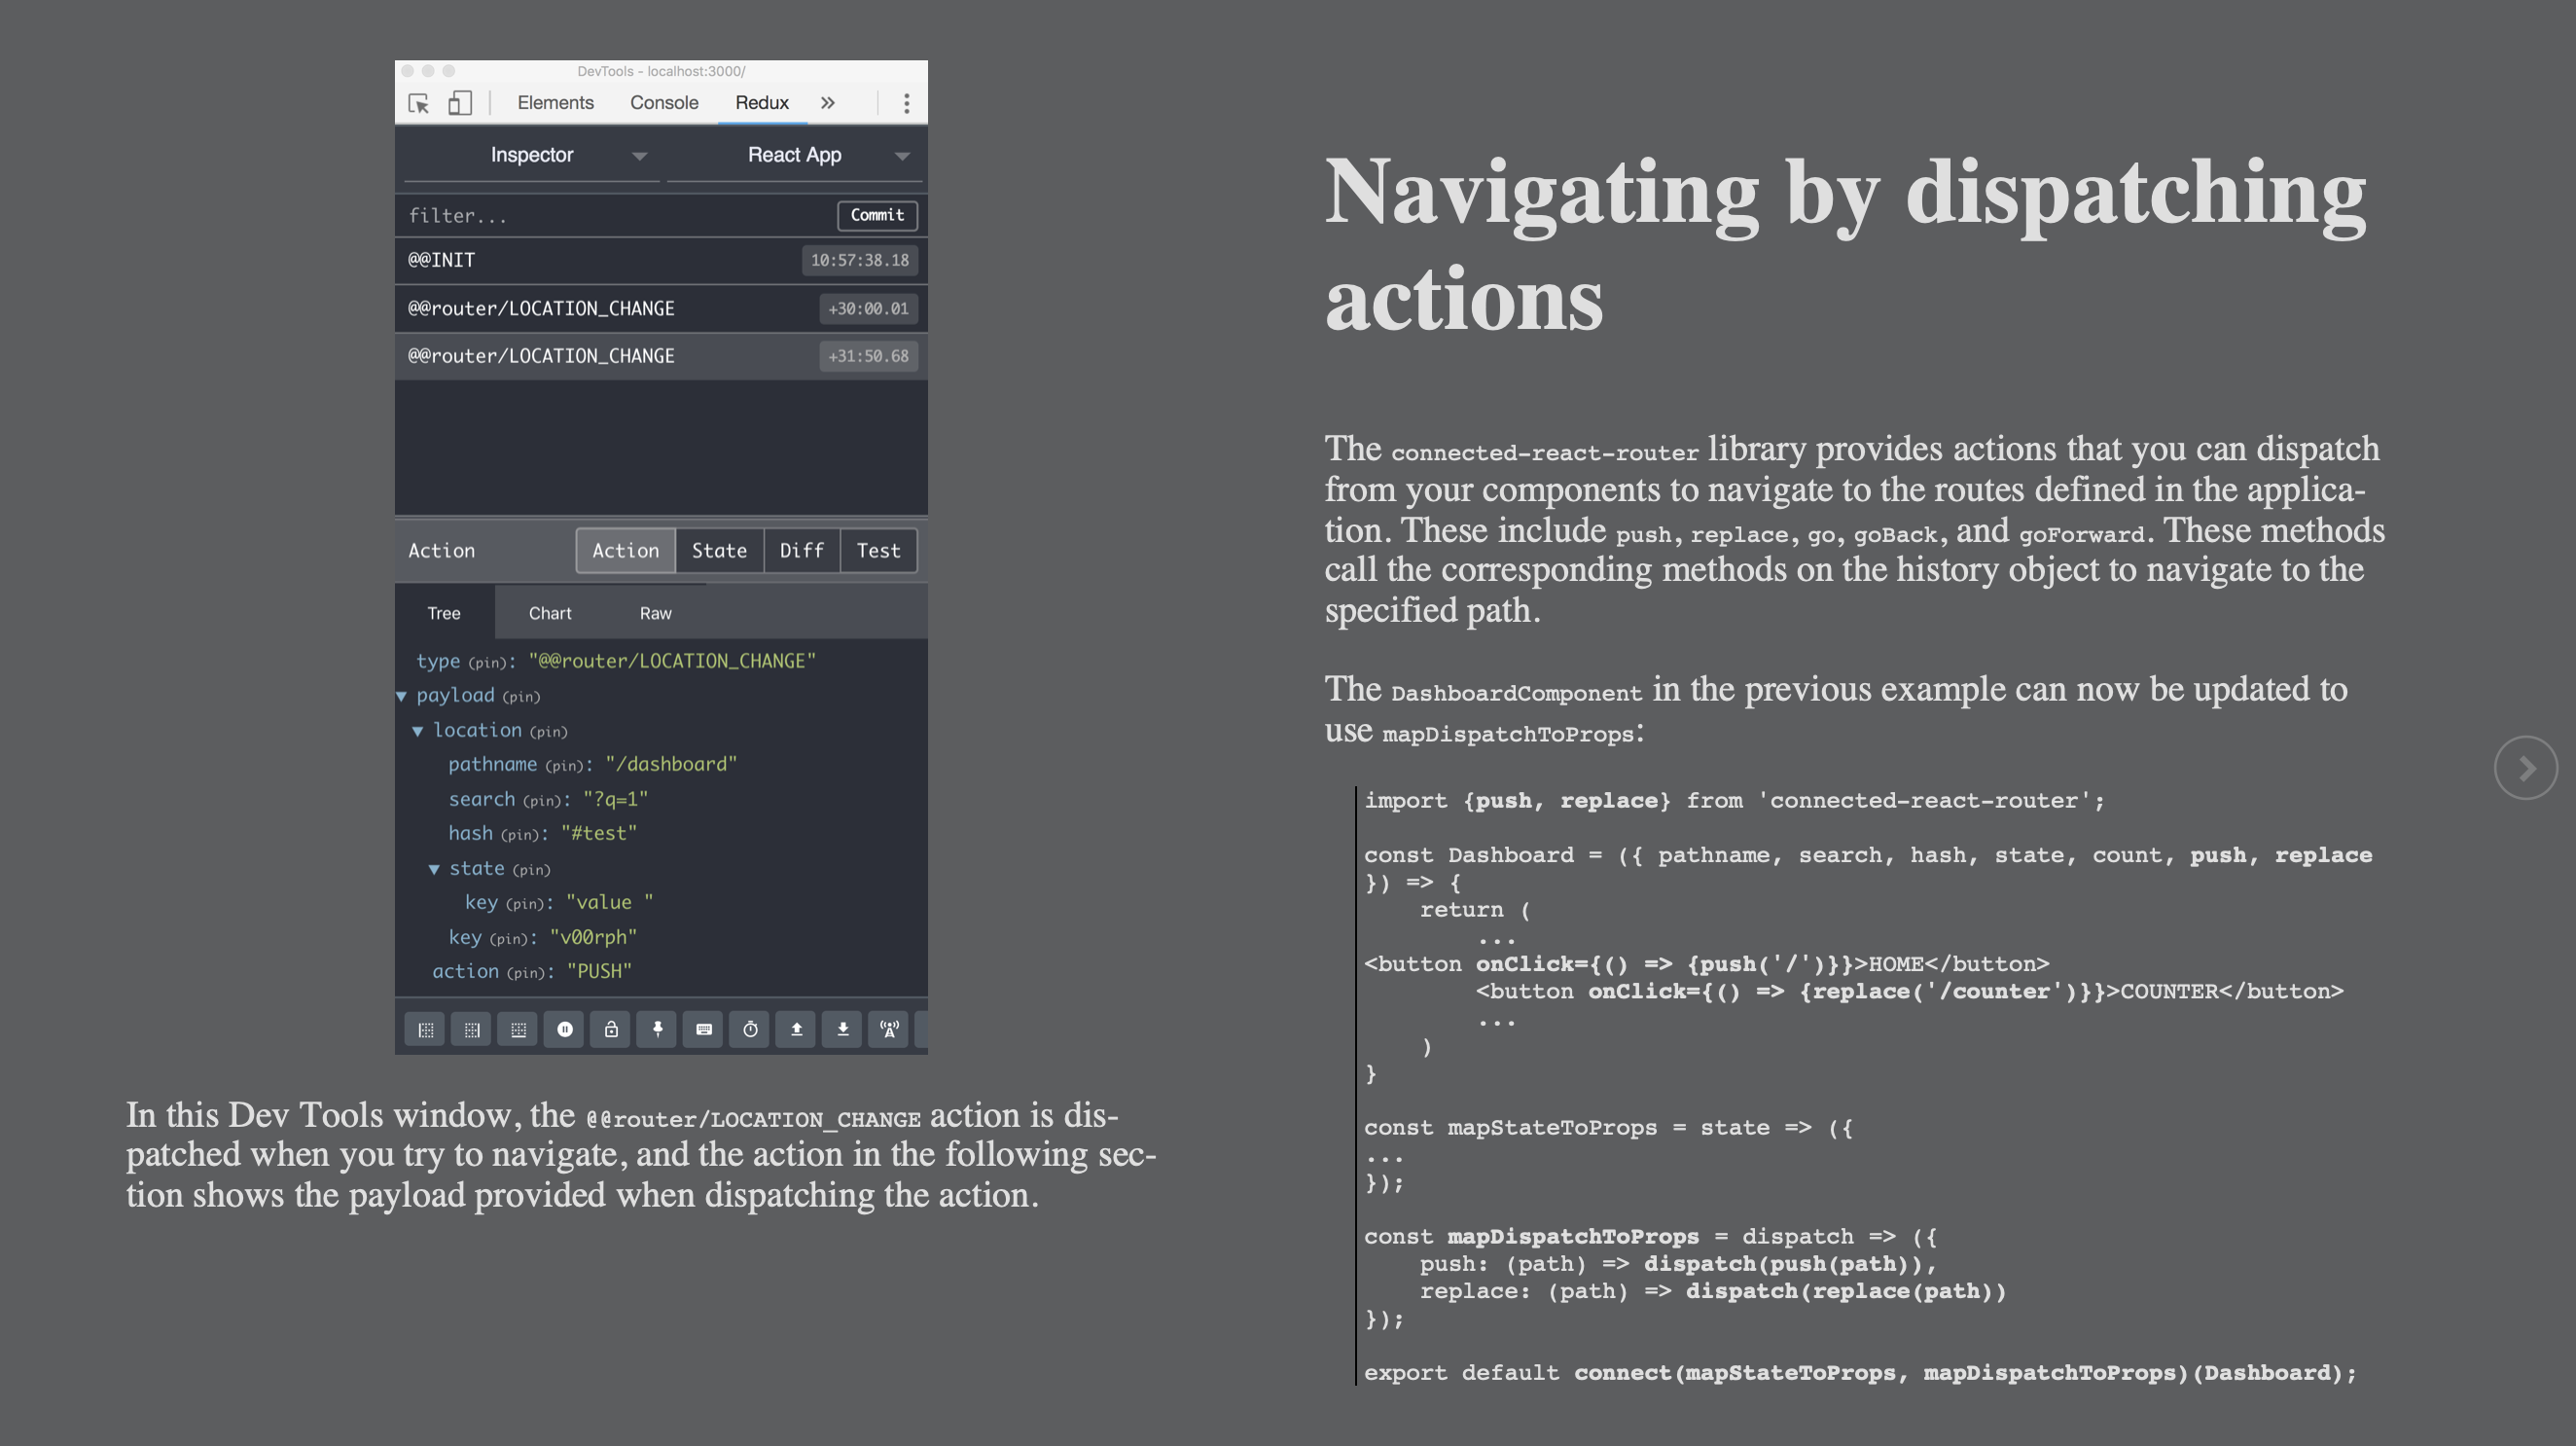 DevTools - localhost:3000/
Elements Console Redux »
Inspector React App
filter... Commit
@@INIT 10:57:38.18
@@router/LOCATION_CHANGE +30:00.01
@@router/LOCATION_CHANGE +31:50.68
Action Action State Diff Test
Tree Chart Raw
type (pin): "@@router/LOCATION_CHANGE"
▼ payload (pin)
▼ location (pin)
pathname (pin): "/dashboard"
search (pin): "?q=1"
hash (pin): "#test"
▼ state (pin)
key (pin): "value "
key (pin): "v00rph"
action (pin): "PUSH"
In this Dev Tools window, the @@router/LOCATION_CHANGE action is dis-
patched when you try to navigate, and the action in the following sec-
tion shows the payload provided when dispatching the action.
Navigating by dispatching
actions
The connected-react-router library provides actions that you can dispatch
from your components to navigate to the routes defined in the applica-
tion. These include push, replace, go, goBack, and goForward. These methods
call the corresponding methods on the history object to navigate to the
specified path.
The DashboardComponent in the previous example can now be updated to
use mapDispatchToProps:
import {push, replace} from 'connected-react-router';
const Dashboard = ({ pathname, search, hash, state, count, push, replace
}) => {
    return (
        ...
<button onClick={() => {push('/')}}>HOME</button>
        <button onClick={() => {replace('/counter')}}>COUNTER</button>
        ...
    )
}
const mapStateToProps = state => ({
...
});
const mapDispatchToProps = dispatch => ({
    push: (path) => dispatch(push(path)),
    replace: (path) => dispatch(replace(path))
});
export default connect(mapStateToProps, mapDispatchToProps)(Dashboard);